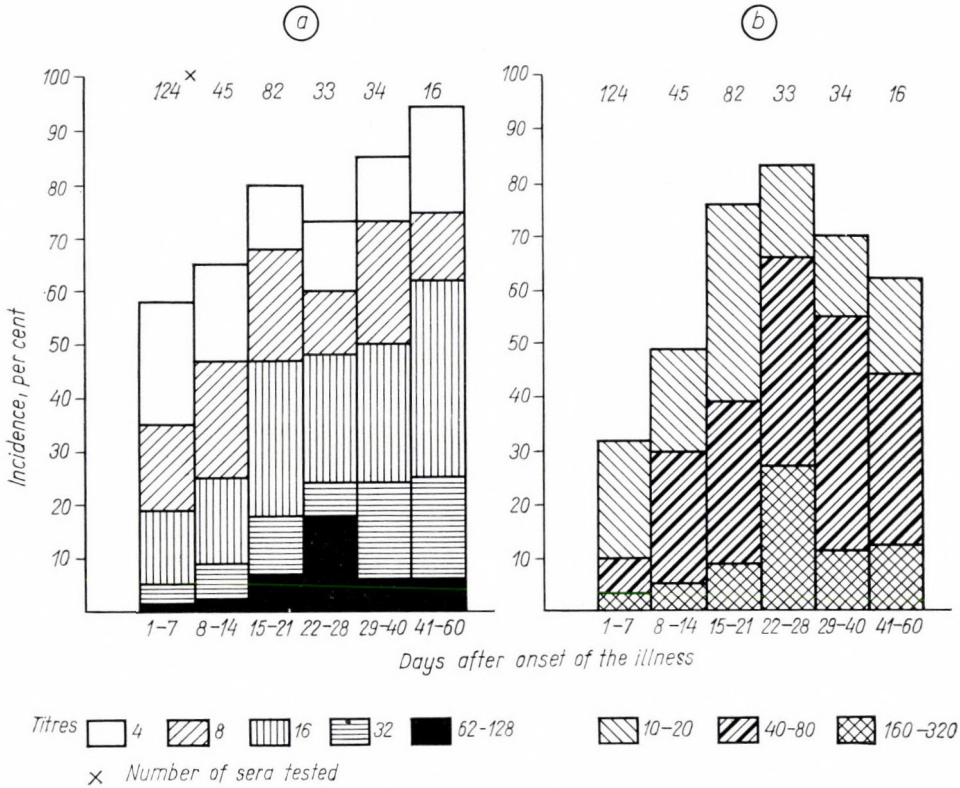 a b
100 124 × 45 82 33 34 16 100 124 45 82 33 34 16
90 90
80 80
70 70
60 60
50 50
40 40
30 30
20 20
10 10
Incidence, per cent
1–7 8–14 15–21 22–28 29–40 41–60 1–7 8–14 15–21 22–28 29–40 41–60
Days after onset of the illness
Titres 4 8 16 32 62-128 10–20 40-80 160–320
× Number of sera tested